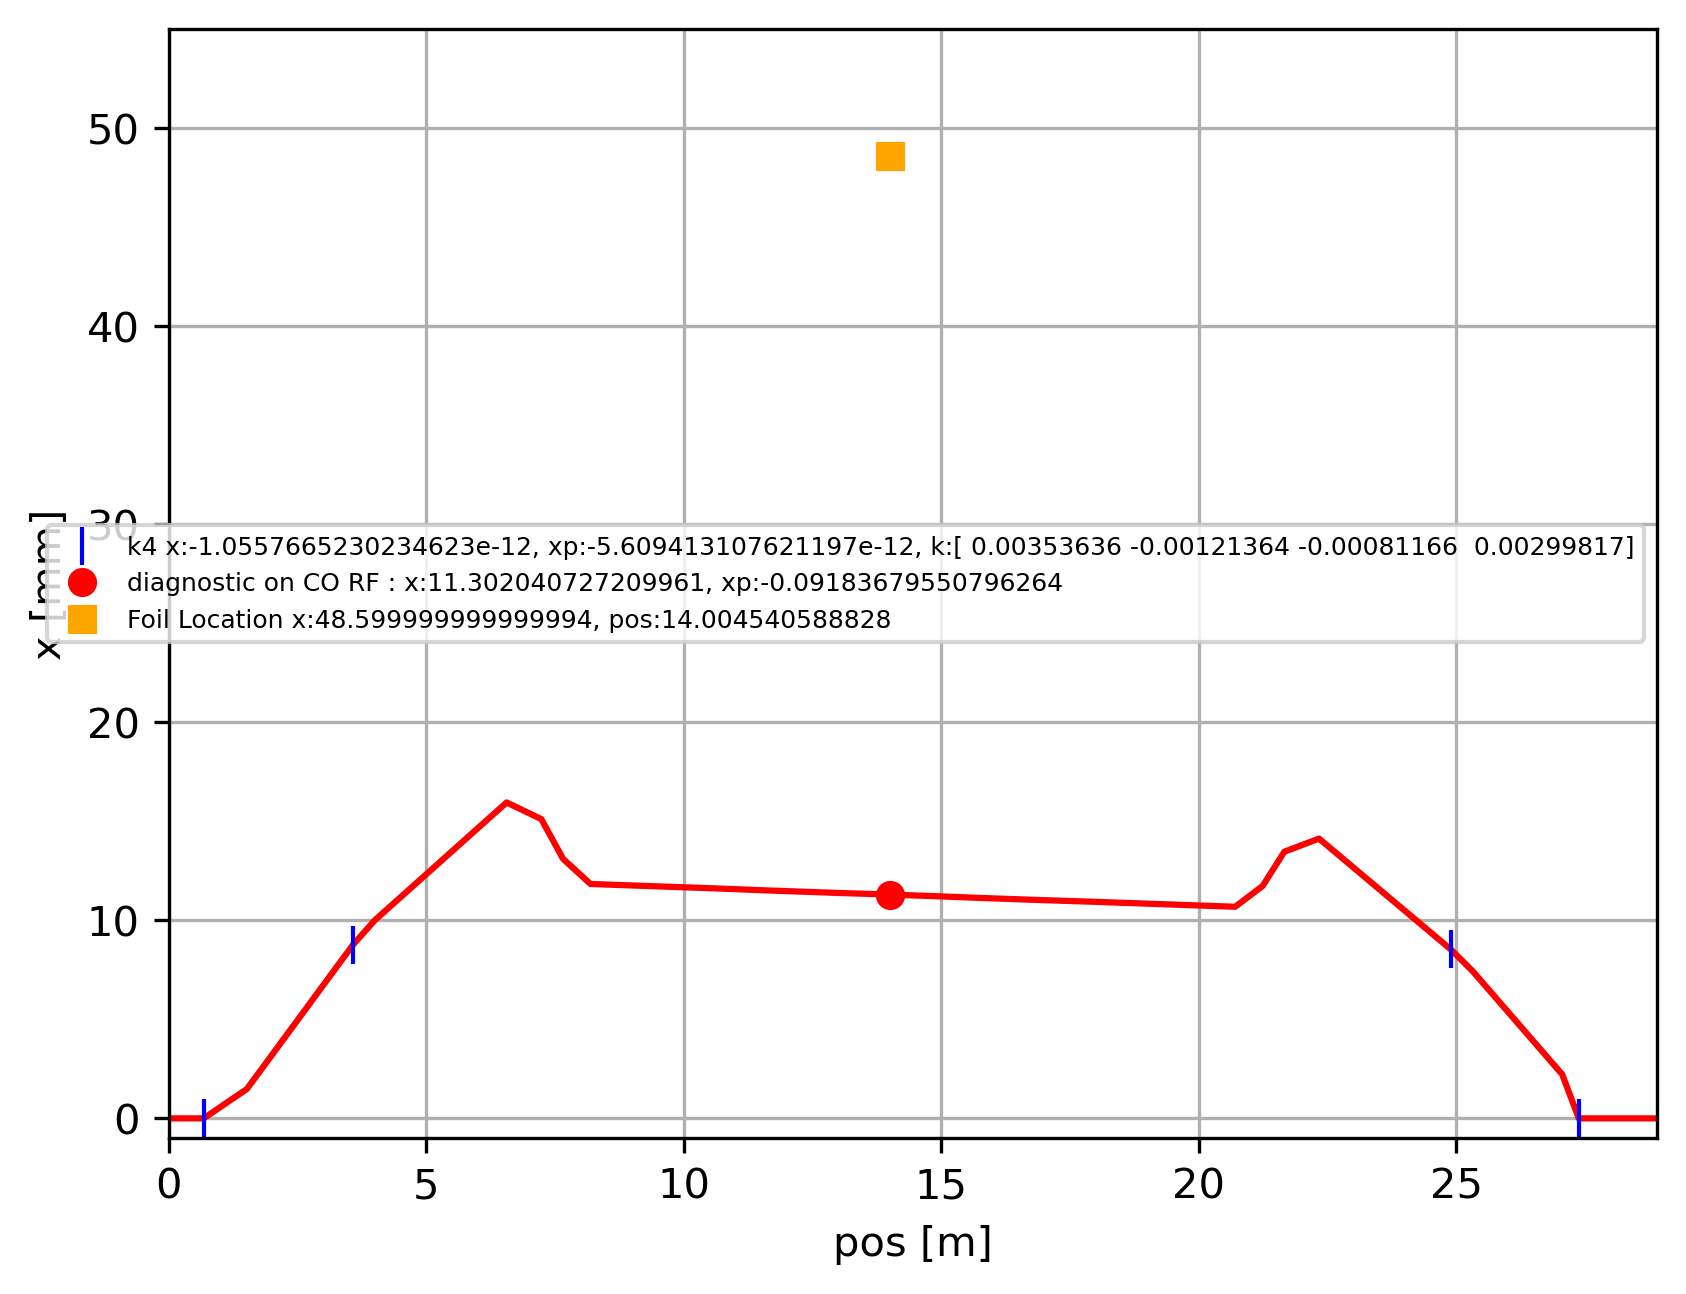 50
40
30
20
10
0
x [mm]
k4 x:-1.0557665230234623e-12, xp:-5.609413107621197e-12, k:[ 0.00353636 -0.00121364 -0.00081166  0.00299817]
diagnostic on CO RF : x:11.302040727209961, xp:-0.09183679550796264
Foil Location x:48.599999999999994, pos:14.004540588828
0 5 10 15 20 25
pos [m]